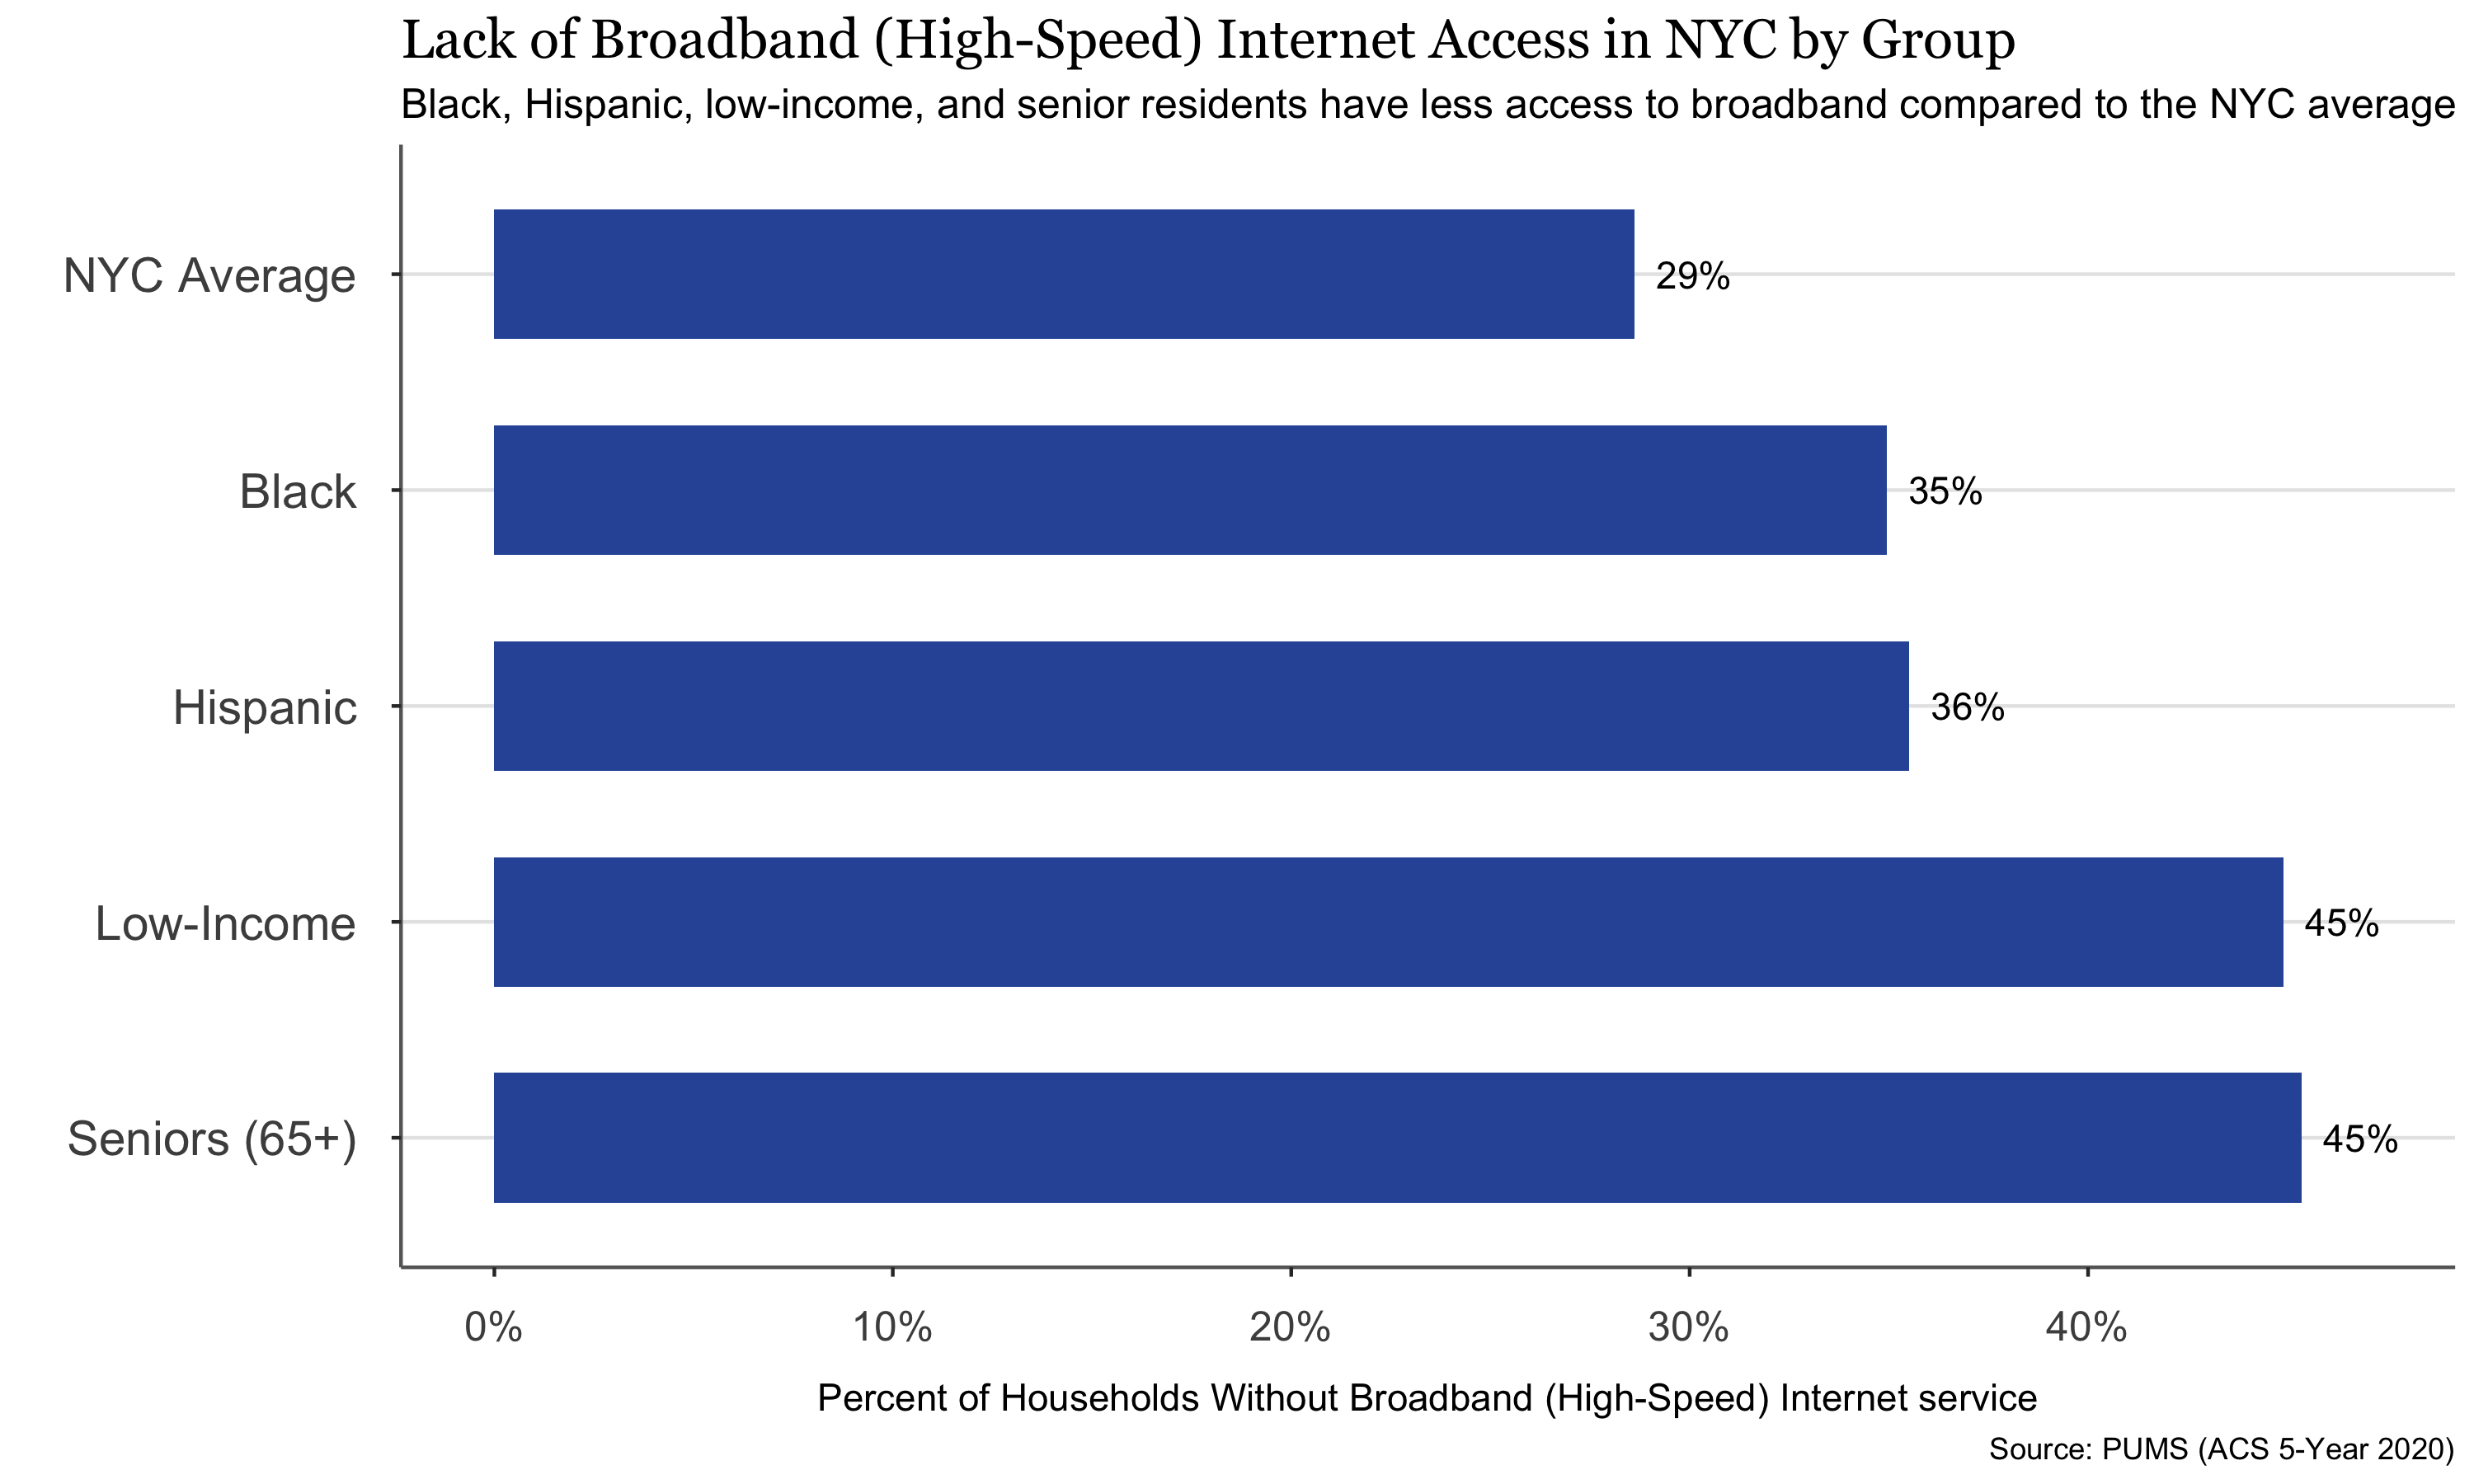 Lack of Broadband (High-Speed) Internet Access in NYC by Group
Black, Hispanic, low-income, and senior residents have less access to broadband compared to the NYC average
NYC Average
29%
Black
35%
Hispanic
36%
Low-Income
45%
Seniors (65+)
45%
0%
10%
20%
30%
40%
Percent of Households Without Broadband (High-Speed) Internet service
Source: PUMS (ACS 5-Year 2020)